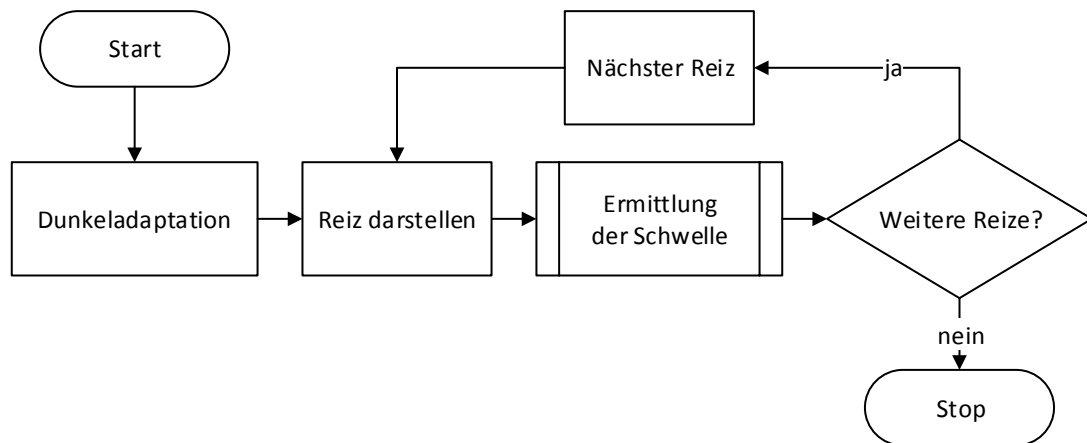 Start
Nächster Reiz
ja
Dunkeladaptation
Reiz darstellen
Ermittlung
der Schwelle
Weitere Reize?
nein
Stop